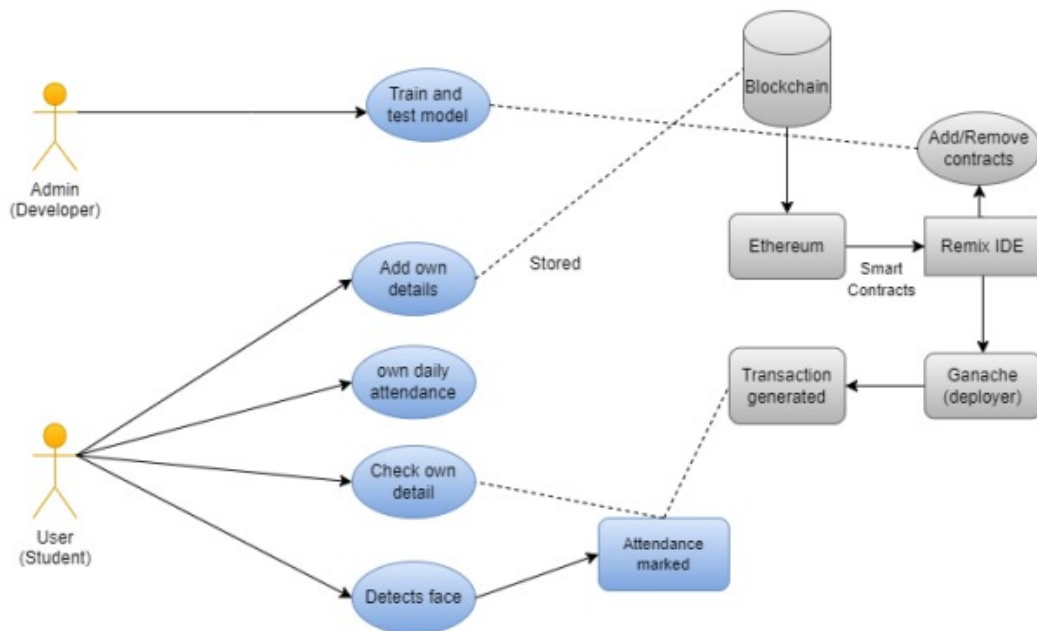 Blockchain
Train and
test model
Add/Remove
contracts
Admin
(Developer)
Ethereum
Remix IDE
Add own
details
Stored
Smart
Contracts
own daily
attendance
Transaction
generated
Ganache
(deployer)
Check own
detail
User
(Student)
Attendance
marked
Detects face